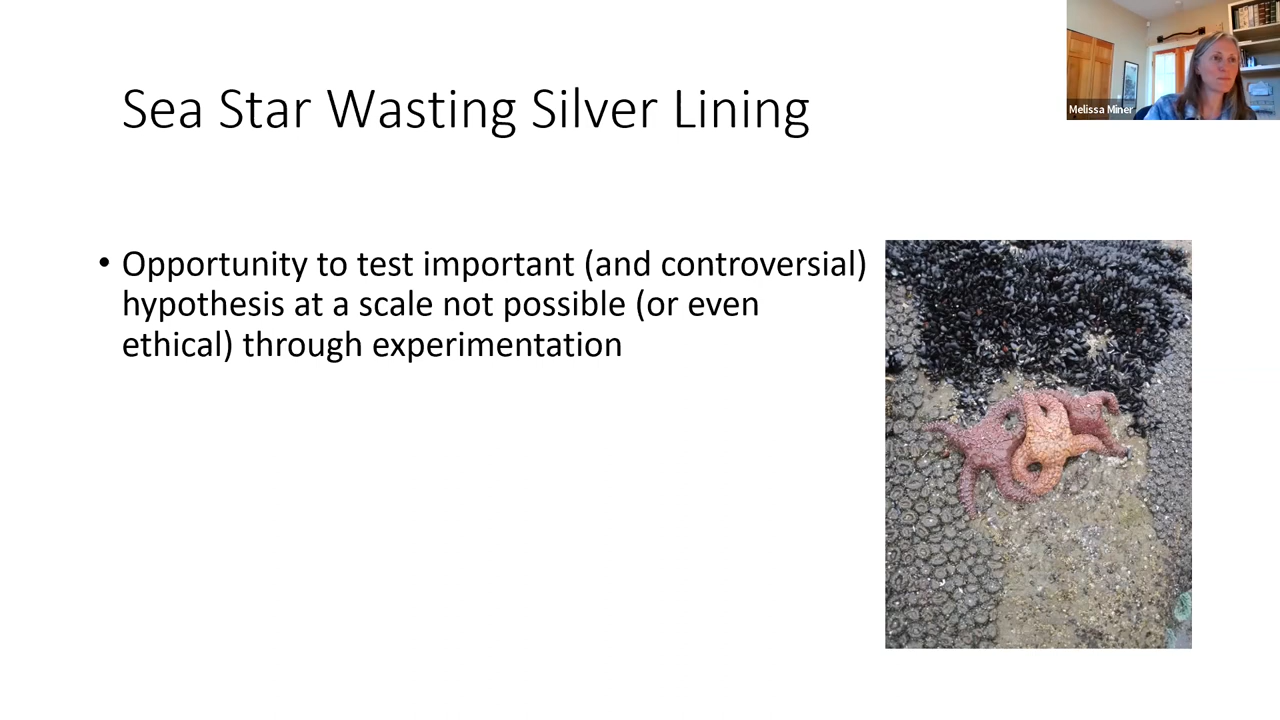 Melissa Miner
Sea Star Wasting Silver Lining
• Opportunity to test important (and controversial)
hypothesis at a scale not possible (or even
ethical) through experimentation